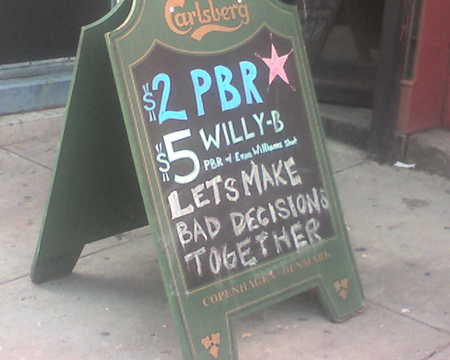 Carlsberg
$2 PBR
$5 WILLY-B
PBR + Evan Williams Shot
LETS MAKE
BAD DECISIONS
TOGETHER
COPENHAGEN DENMARK